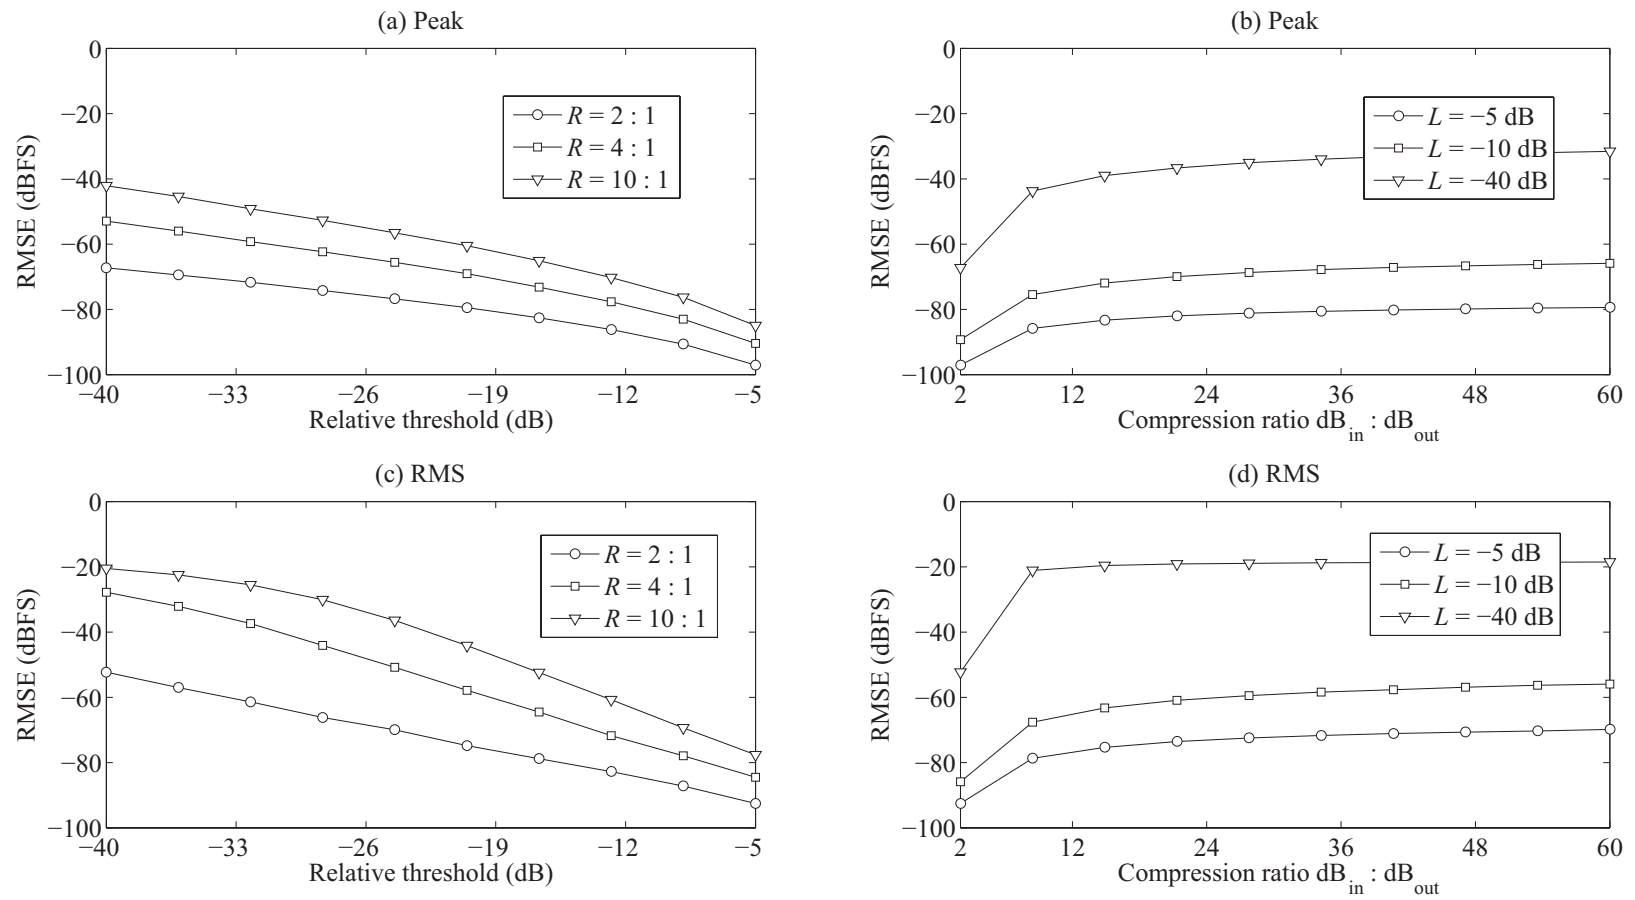 (a) Peak
0
−20
−40
−60
−80
−100
RMSE (dBFS)
R = 2 : 1
R = 4 : 1
R = 10 : 1
−40 −33 −26 −19 −12 −5
Relative threshold (dB)
(b) Peak
0
−20
−40
−60
−80
−100
RMSE (dBFS)
L = −5 dB
L = −10 dB
L = −40 dB
2 12 24 36 48 60
Compression ratio dBin : dBout
(c) RMS
0
−20
−40
−60
−80
−100
RMSE (dBFS)
R = 2 : 1
R = 4 : 1
R = 10 : 1
−40 −33 −26 −19 −12 −5
Relative threshold (dB)
(d) RMS
0
−20
−40
−60
−80
−100
RMSE (dBFS)
L = −5 dB
L = −10 dB
L = −40 dB
2 12 24 36 48 60
Compression ratio dBin : dBout